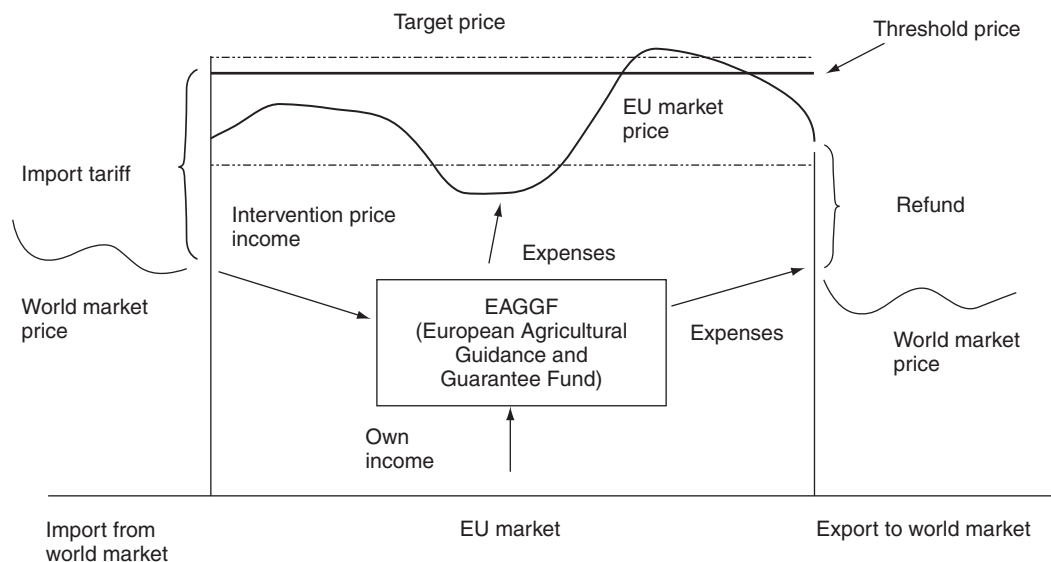 Target price
Threshold price
EU market
price
Import tariff
Refund
Intervention price
income
Expenses
World market
price
EAGGF
(European Agricultural
Guidance and
Guarantee Fund)
Expenses
World market
price
Own
income
Import from
world market
EU market
Export to world market